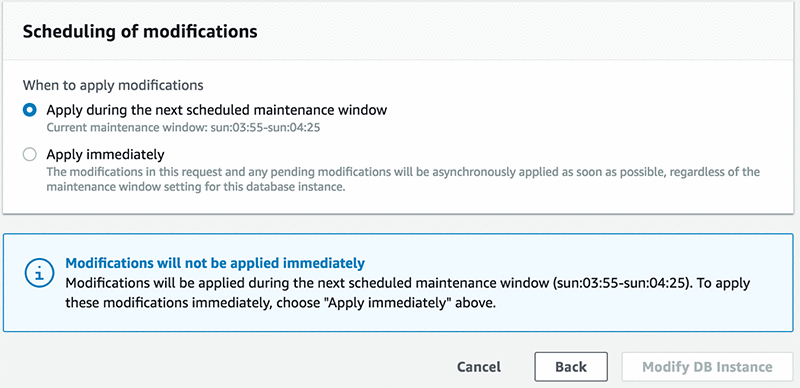 Scheduling of modifications
When to apply modifications
Apply during the next scheduled maintenance window
Current maintenance window: sun:03:55-sun:04:25
Apply immediately
The modifications in this request and any pending modifications will be asynchronously applied as soon as possible, regardless of the
maintenance window setting for this database instance.
Modifications will not be applied immediately
Modifications will be applied during the next scheduled maintenance window (sun:03:55-sun:04:25). To apply
these modifications immediately, choose "Apply immediately" above.
Cancel Back Modify DB Instance